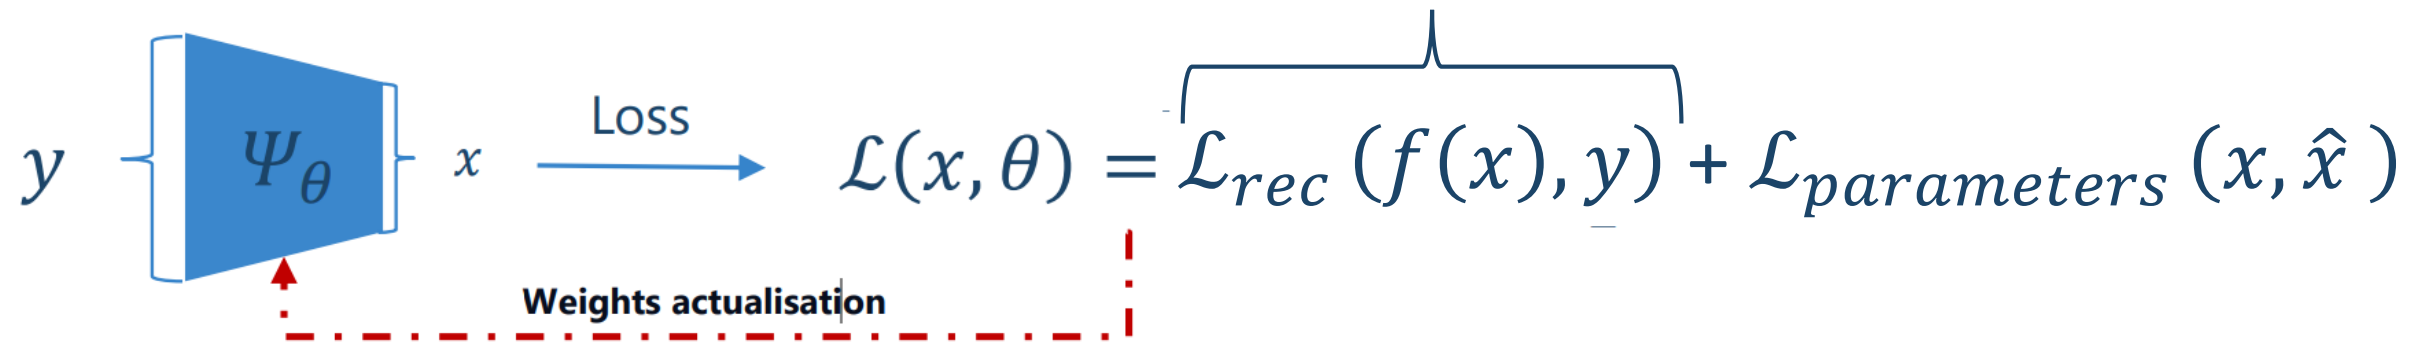 y Ψ_θ x Loss ℒ(x, θ) = ℒ_rec (f(x), y) + ℒ_parameters (x, x̂)
Weights actualisation